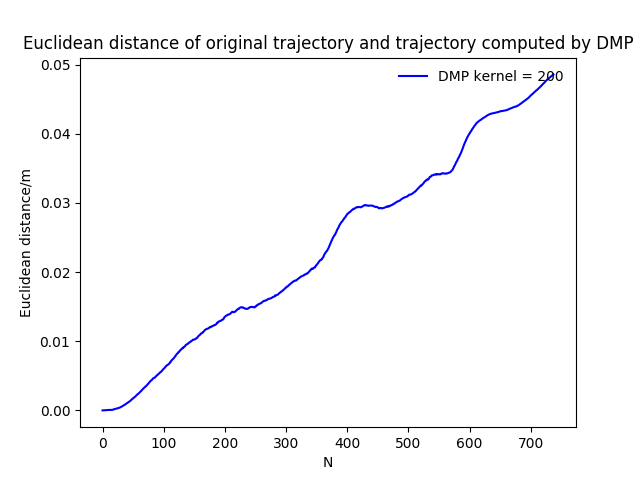 Euclidean distance of original trajectory and trajectory computed by DMP
0.05
0.04
0.03
0.02
0.01
0.00
Euclidean distance/m
DMP kernel = 200
0 100 200 300 400 500 600 700
N